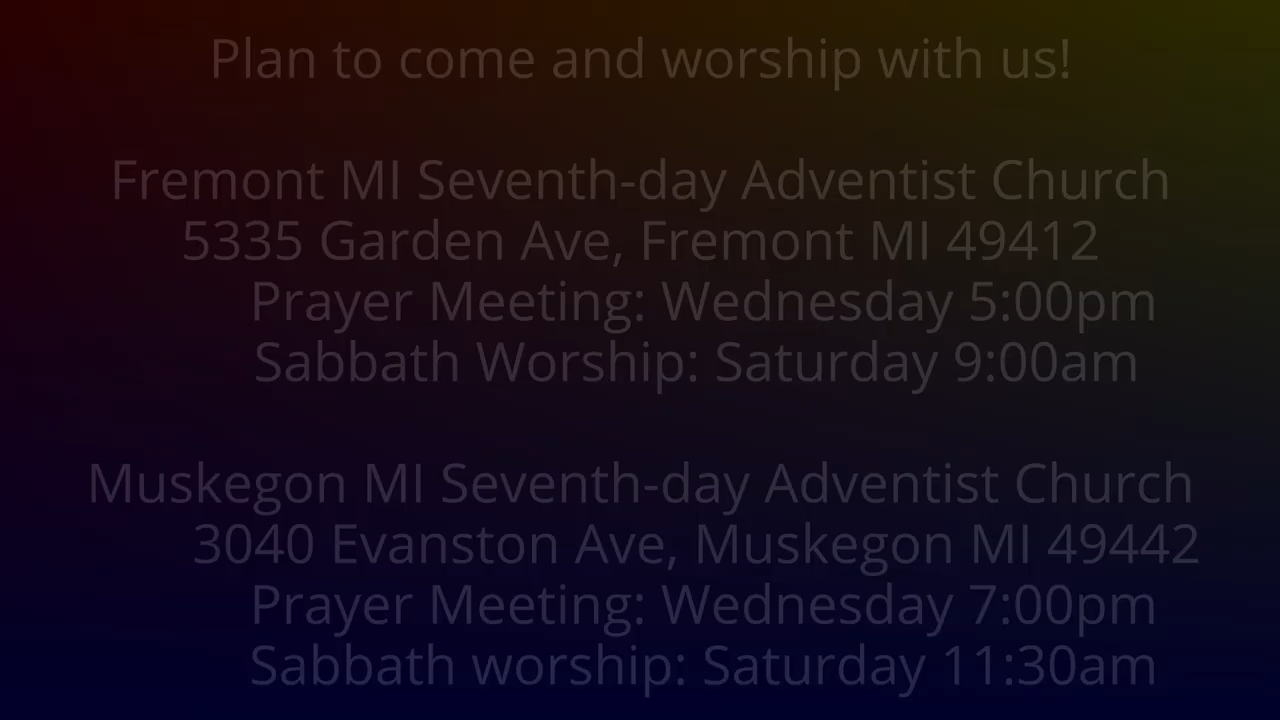 Plan to come and worship with us!
Fremont MI Seventh-day Adventist Church
5335 Garden Ave, Fremont MI 49412
Prayer Meeting: Wednesday 5:00pm
Sabbath Worship: Saturday 9:00am
Muskegon MI Seventh-day Adventist Church
3040 Evanston Ave, Muskegon MI 49442
Prayer Meeting: Wednesday 7:00pm
Sabbath worship: Saturday 11:30am